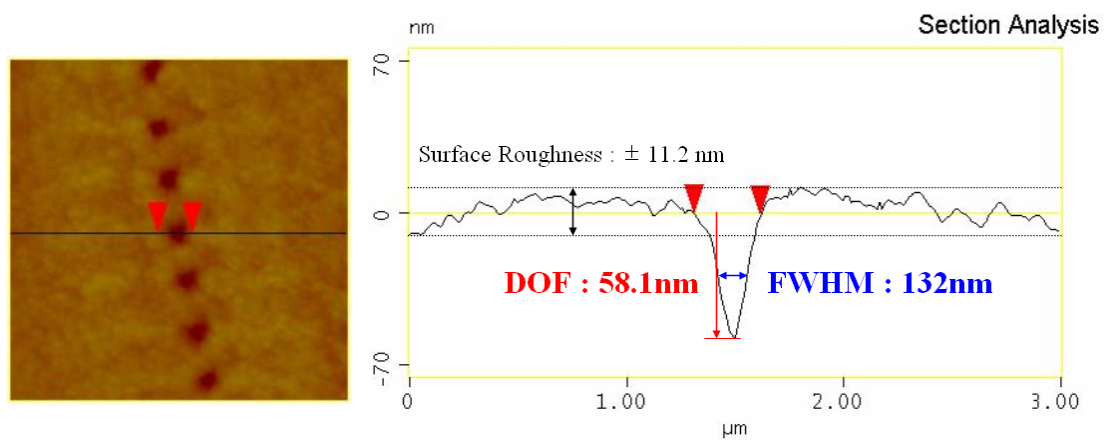 Section Analysis
nm
70
Surface Roughness : ± 11.2 nm
0
DOF : 58.1nm
FWHM : 132nm
-70
0
1.00
2.00
3.00
µm